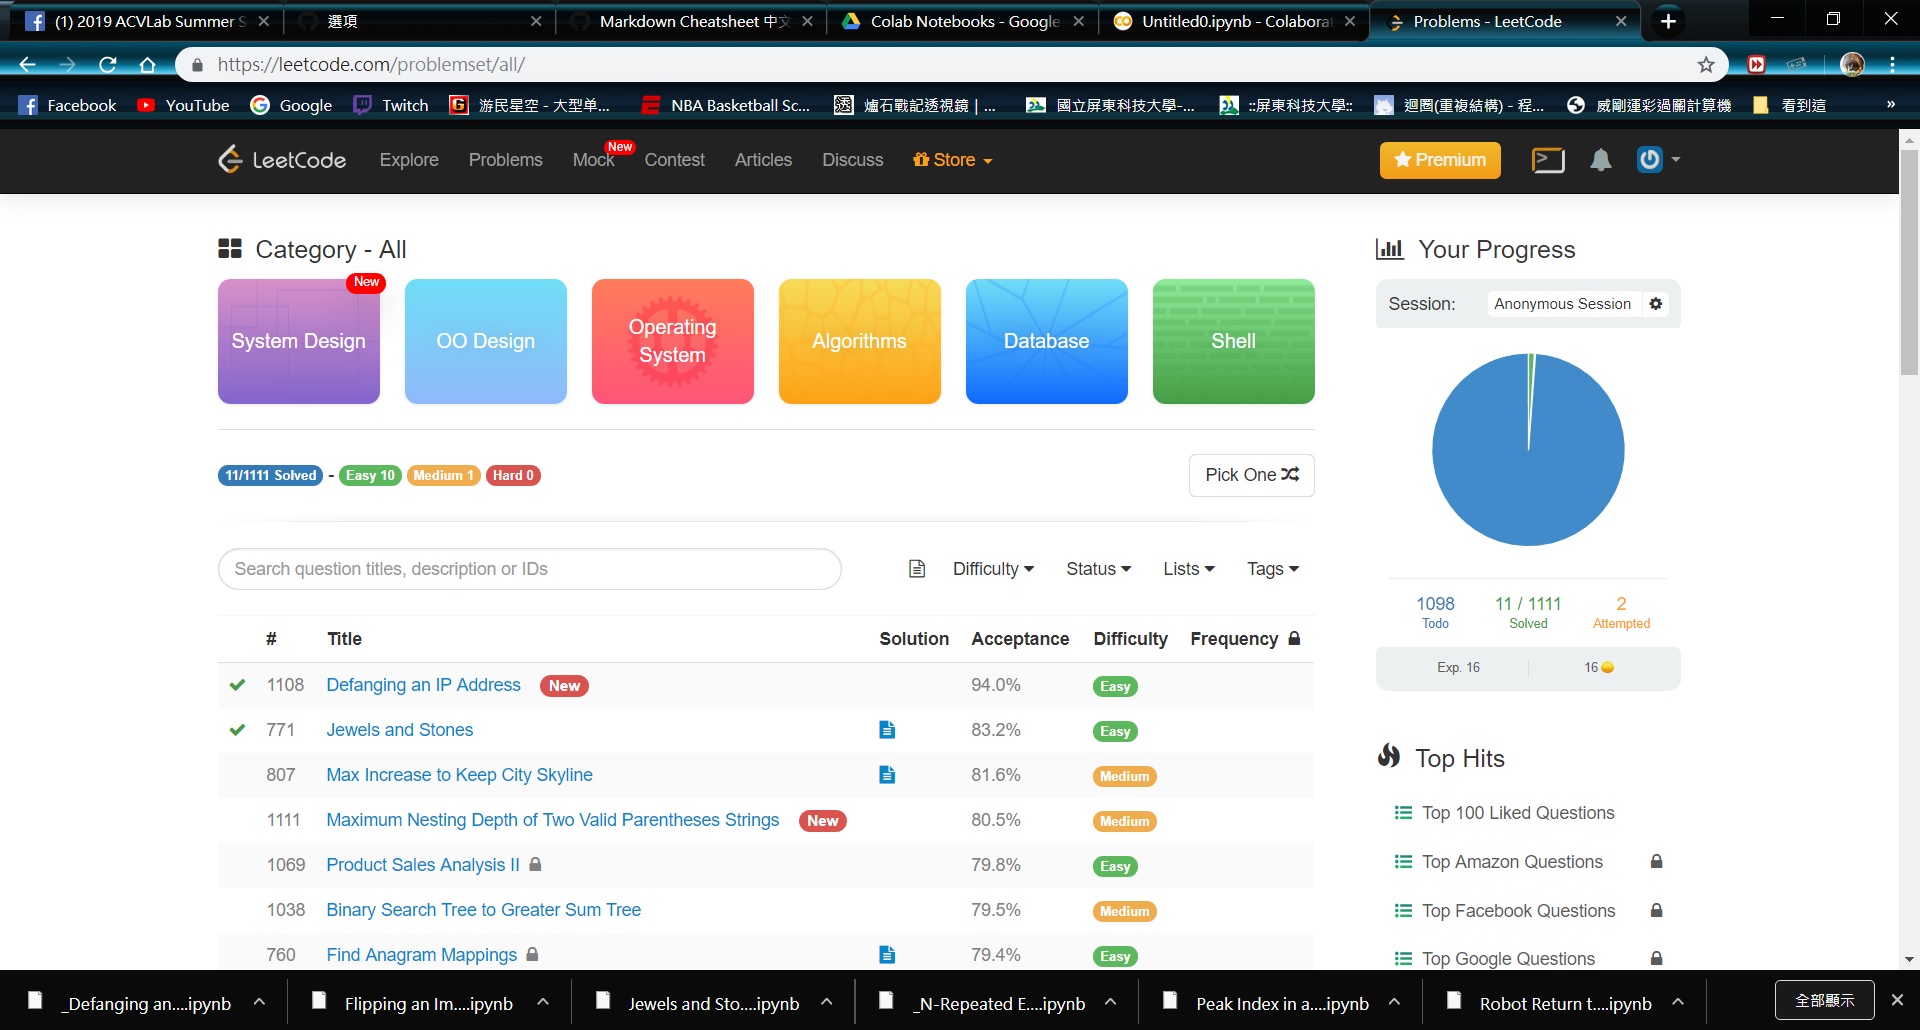 (1) 2019 ACVLab Summer S
選項
Markdown Cheatsheet 中文
Colab Notebooks - Google
Untitled0.ipynb - Colaborat
Problems - LeetCode
https://leetcode.com/problemset/all/
Facebook YouTube Google Twitch 游民星空 - 大型单... NBA Basketball Sc... 爐石戰記透視鏡 | ... 國立屏東科技大學-... ::屏東科技大學:: 迴圈(重複結構) - 程... 威剛運彩過關計算機 看到這 »
LeetCode Explore Problems Mock New Contest Articles Discuss Store Premium
Category - All
New
System Design OO Design Operating System Algorithms Database Shell
11/1111 Solved - Easy 10 Medium 1 Hard 0
Pick One
Search question titles, description or IDs
Difficulty Status Lists Tags
# Title Solution Acceptance Difficulty Frequency
1108 Defanging an IP Address New 94.0% Easy
771 Jewels and Stones 83.2% Easy
807 Max Increase to Keep City Skyline 81.6% Medium
1111 Maximum Nesting Depth of Two Valid Parentheses Strings New 80.5% Medium
1069 Product Sales Analysis II 79.8% Easy
1038 Binary Search Tree to Greater Sum Tree 79.5% Medium
760 Find Anagram Mappings 79.4% Easy
Your Progress
Session: Anonymous Session
1098 11 / 1111 2
Todo Solved Attempted
Exp. 16 16
Top Hits
Top 100 Liked Questions
Top Amazon Questions
Top Facebook Questions
Top Google Questions
_Defanging an....ipynb
Flipping an Im....ipynb
Jewels and Sto....ipynb
_N-Repeated E....ipynb
Peak Index in a....ipynb
Robot Return t....ipynb
全部顯示